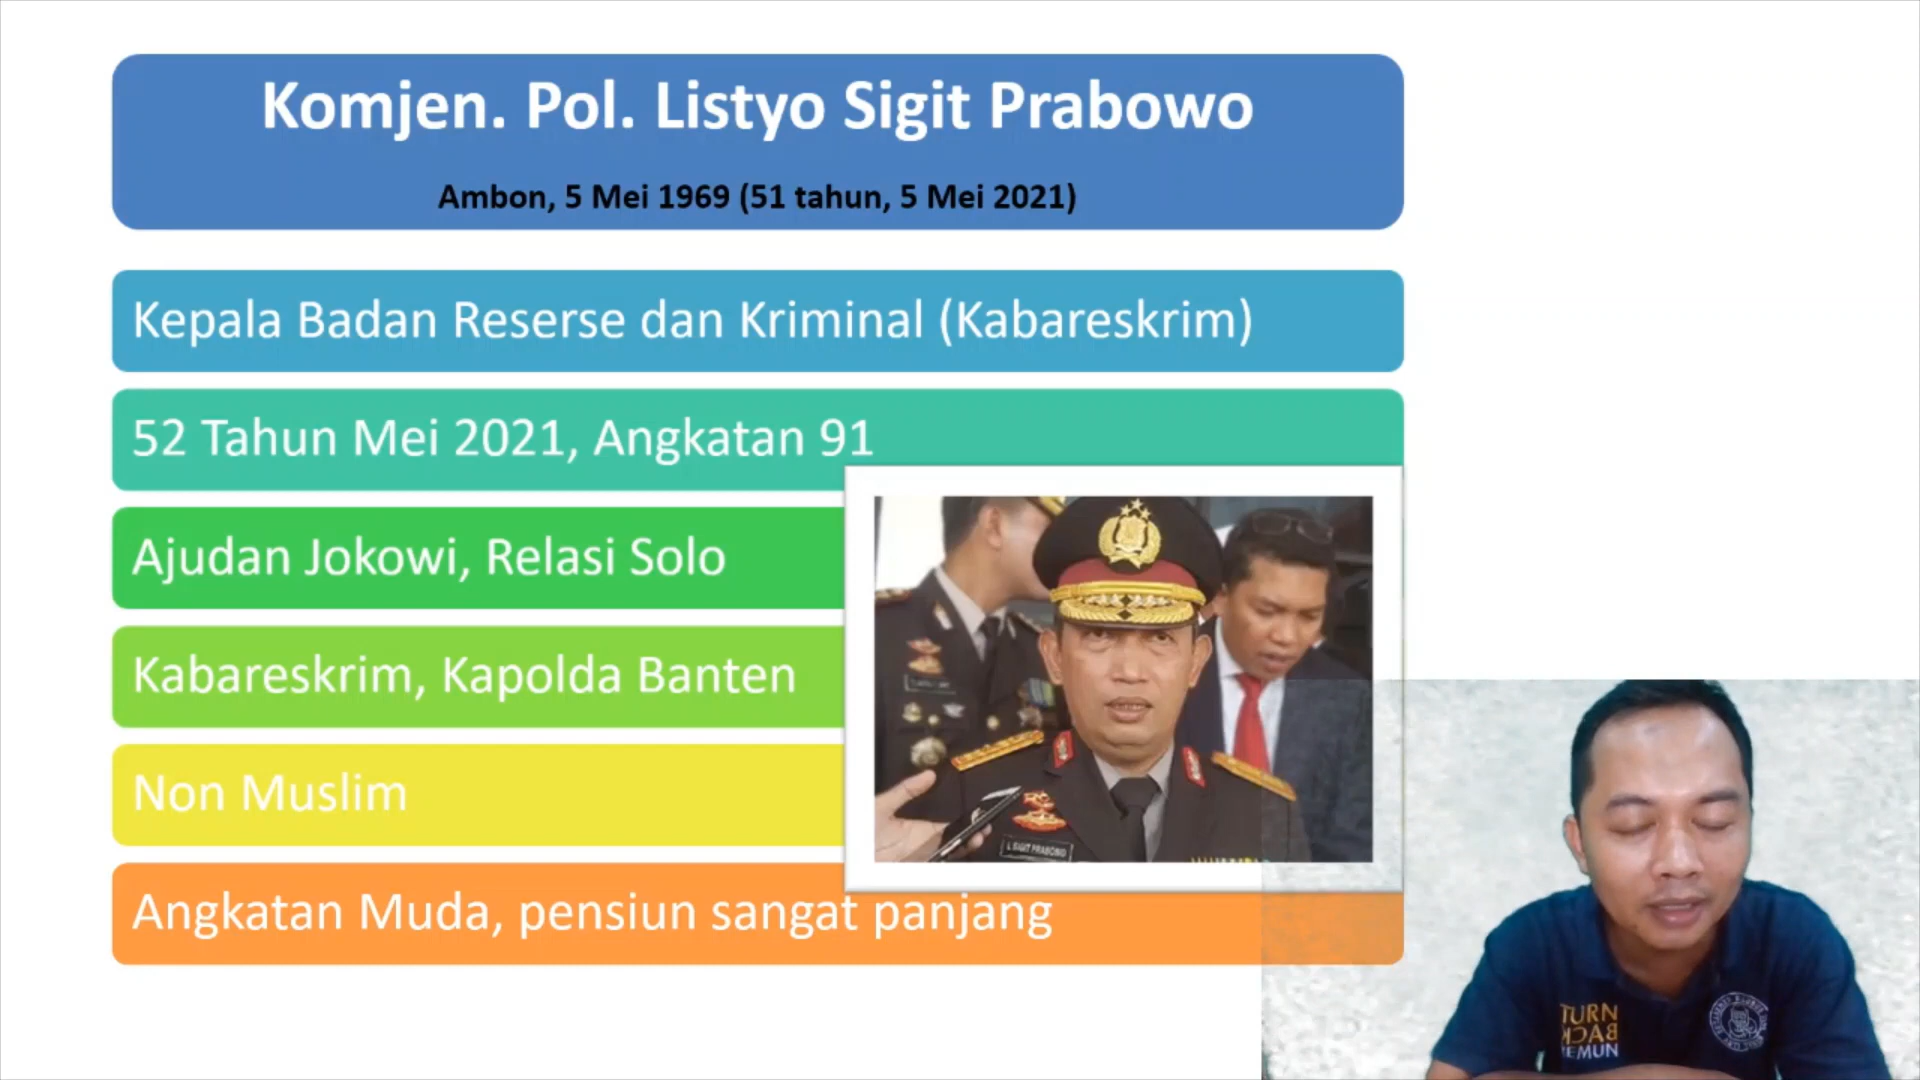 Komjen. Pol. Listyo Sigit Prabowo
Ambon, 5 Mei 1969 (51 tahun, 5 Mei 2021)
Kepala Badan Reserse dan Kriminal (Kabareskrim)
52 Tahun Mei 2021, Angkatan 91
Ajudan Jokowi, Relasi Solo
Kabareskrim, Kapolda Banten
Non Muslim
Angkatan Muda, pensiun sangat panjang
L SIGIT PRABOWO
TURN
BACK